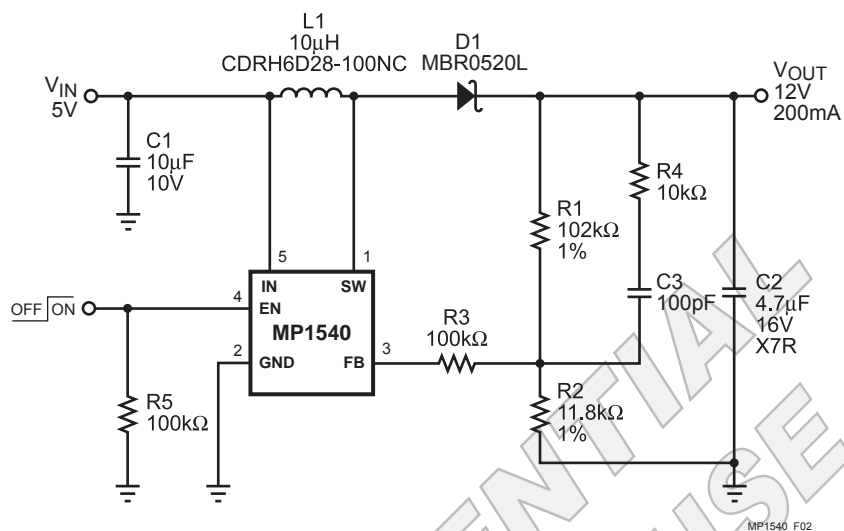 L1
10μH
CDRH6D28-100NC
D1
MBR0520L
VIN
5V
VOUT
12V
200mA
C1
10μF
10V
R4
10kΩ
R1
102kΩ
1%
C3
100pF
C2
4.7μF
16V
X7R
5
1
IN
SW
OFF ON
4
EN
MP1540
R3
100kΩ
2
GND
FB
3
R2
11.8kΩ
1%
R5
100kΩ
MP1540_F02